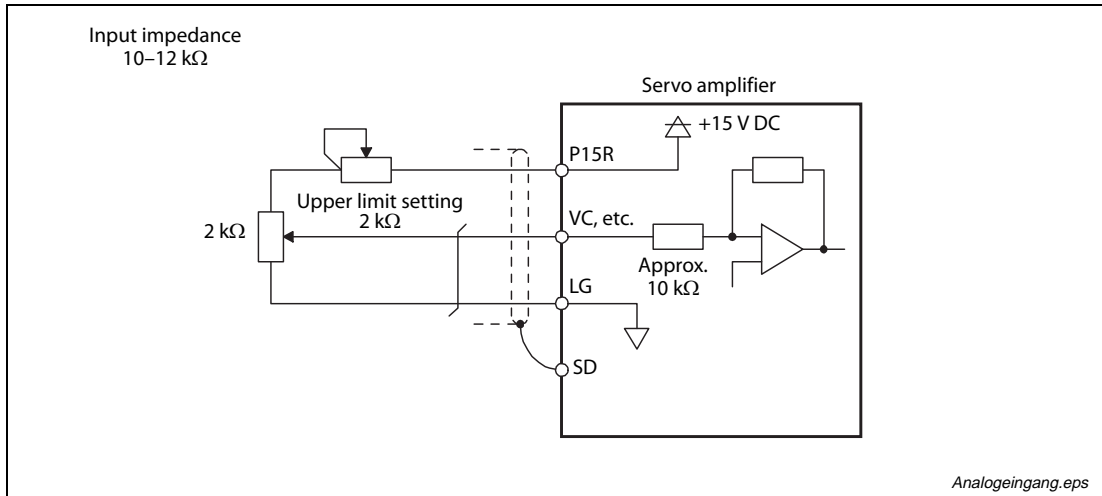 Input impedance
10–12 kΩ
Servo amplifier
+15 V DC
P15R
Upper limit setting
2 kΩ
VC, etc.
2 kΩ
Approx.
10 kΩ
LG
SD
Analogeingang.eps